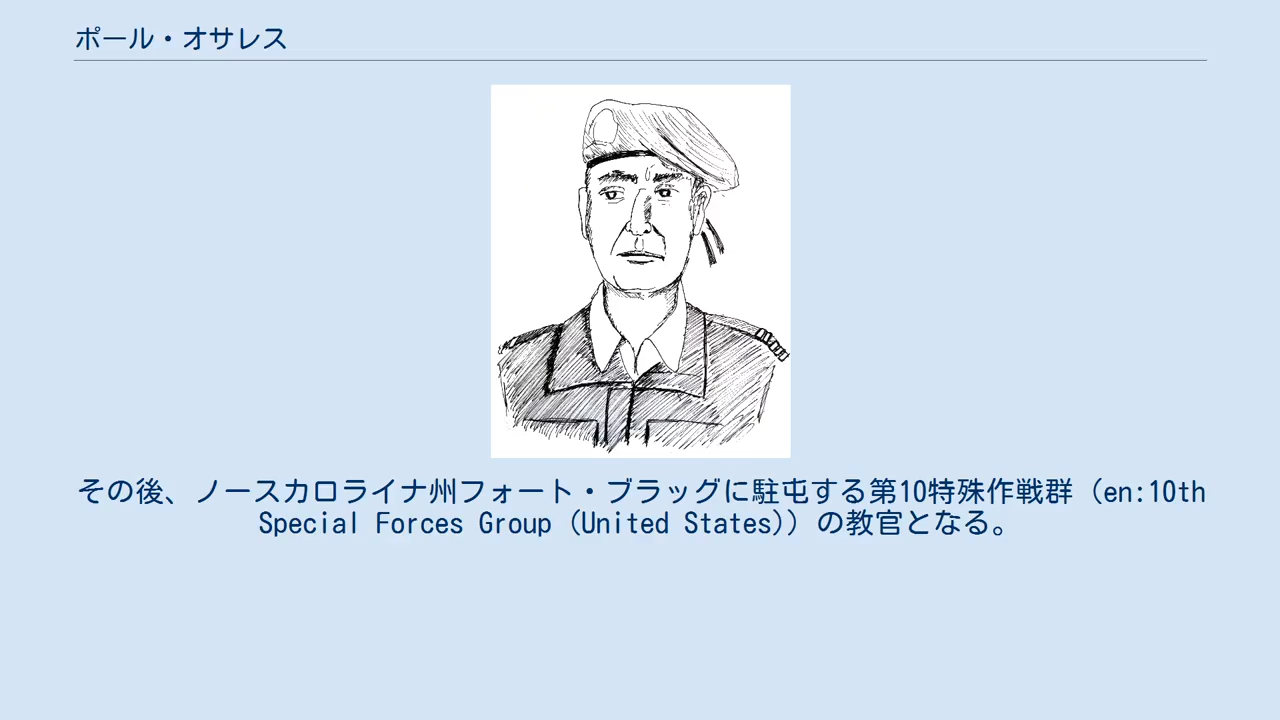 ポール・オサレス
その後、ノースカロライナ州フォート・ブラッグに駐屯する第10特殊作戦群（en:10th
Special Forces Group (United States)）の教官となる。